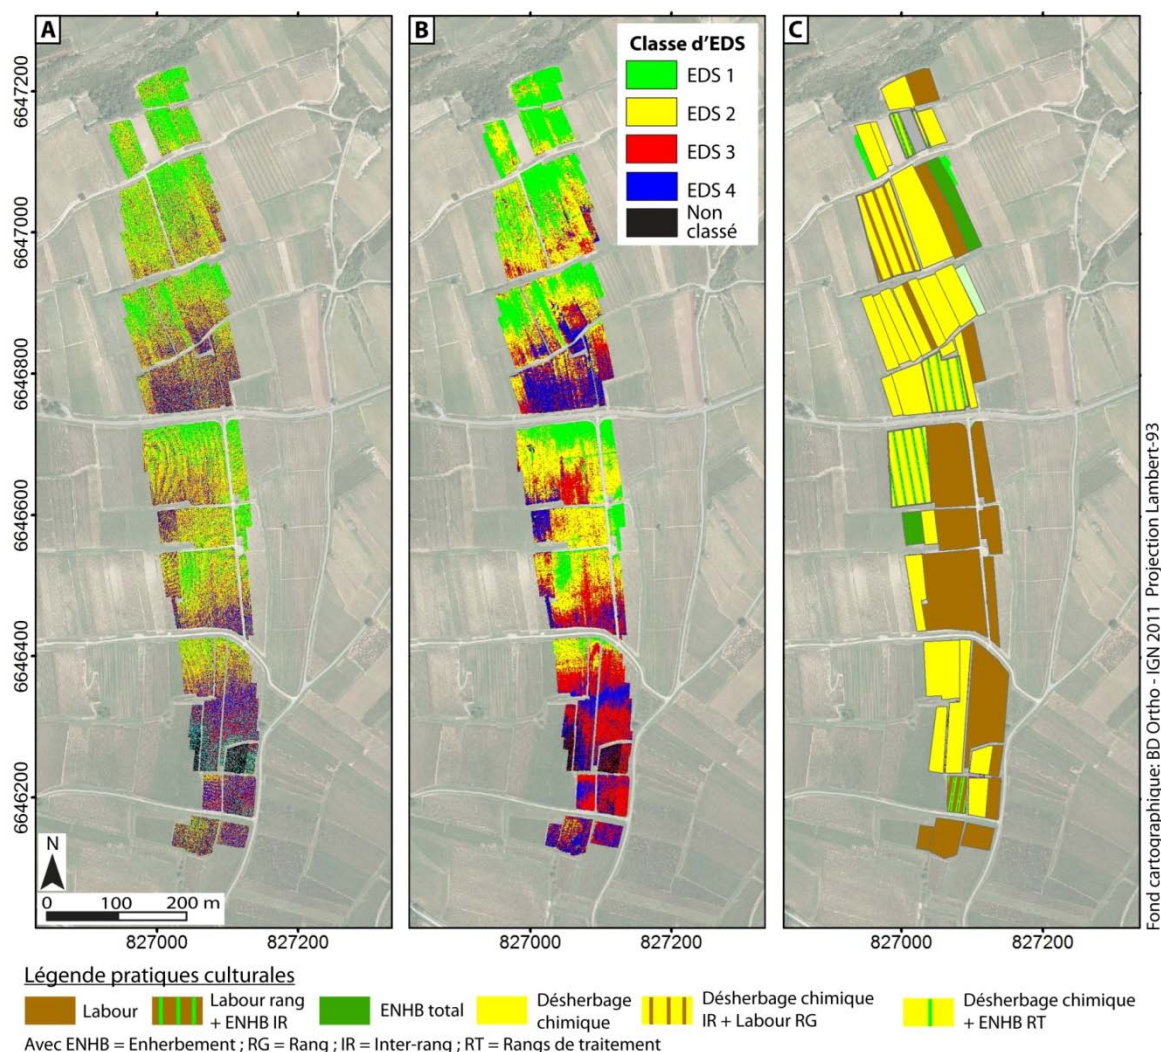 A
B
C
Classe d'EDS
EDS 1
EDS 2
EDS 3
EDS 4
Non
classé
6647200
6647000
6646800
6646600
6646400
6646200
N
0 100 200 m
827000 827200
827000 827200
827000 827200
Fond cartographique: BD Ortho - IGN 2011 Projection Lambert-93
Légende pratiques culturales
Labour
Labour rang
+ ENHB IR
ENHB total
Désherbage
chimique
Désherbage chimique
IR + Labour RG
Désherbage chimique
+ ENHB RT
Avec ENHB = Enherbement ; RG = Rang ; IR = Inter-rang ; RT = Rangs de traitement